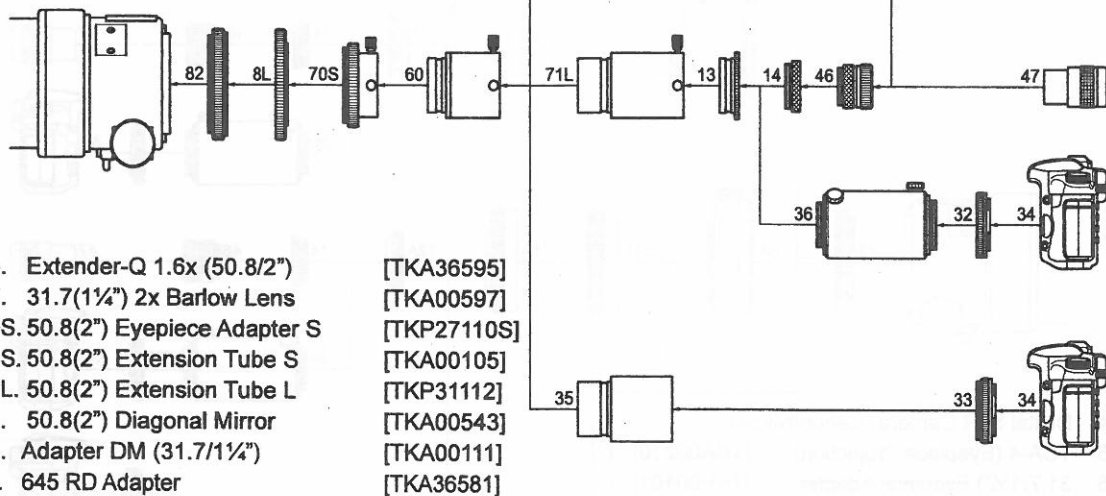 82 8L 70S 60 71L 13 14 46 47
36 32 34
. Extender-Q 1.6x (50.8/2”) [TKA36595]
. 31.7(1¼”) 2x Barlow Lens [TKA00597]
S. 50.8(2”) Eyepiece Adapter S [TKP27110S]
S. 50.8(2”) Extension Tube S [TKA00105]
L. 50.8(2”) Extension Tube L [TKP31112]
. 50.8(2”) Diagonal Mirror [TKA00543]
. Adapter DM (31.7/1¼”) [TKA00111]
. 645 RD Adapter [TKA36581]
35 33 34